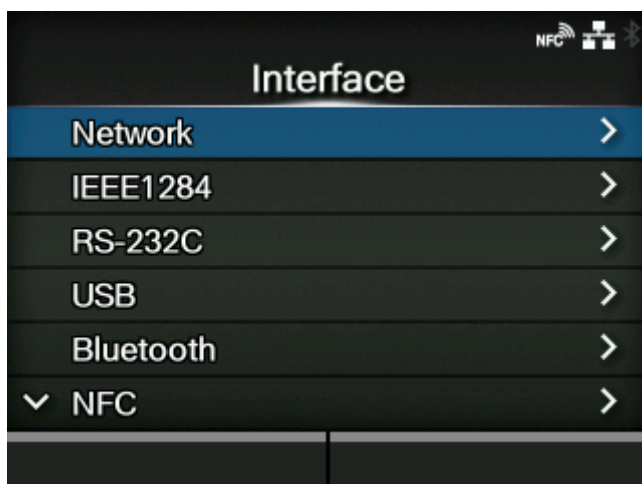 NFC
Interface
Network
IEEE1284
RS-232C
USB
Bluetooth
NFC